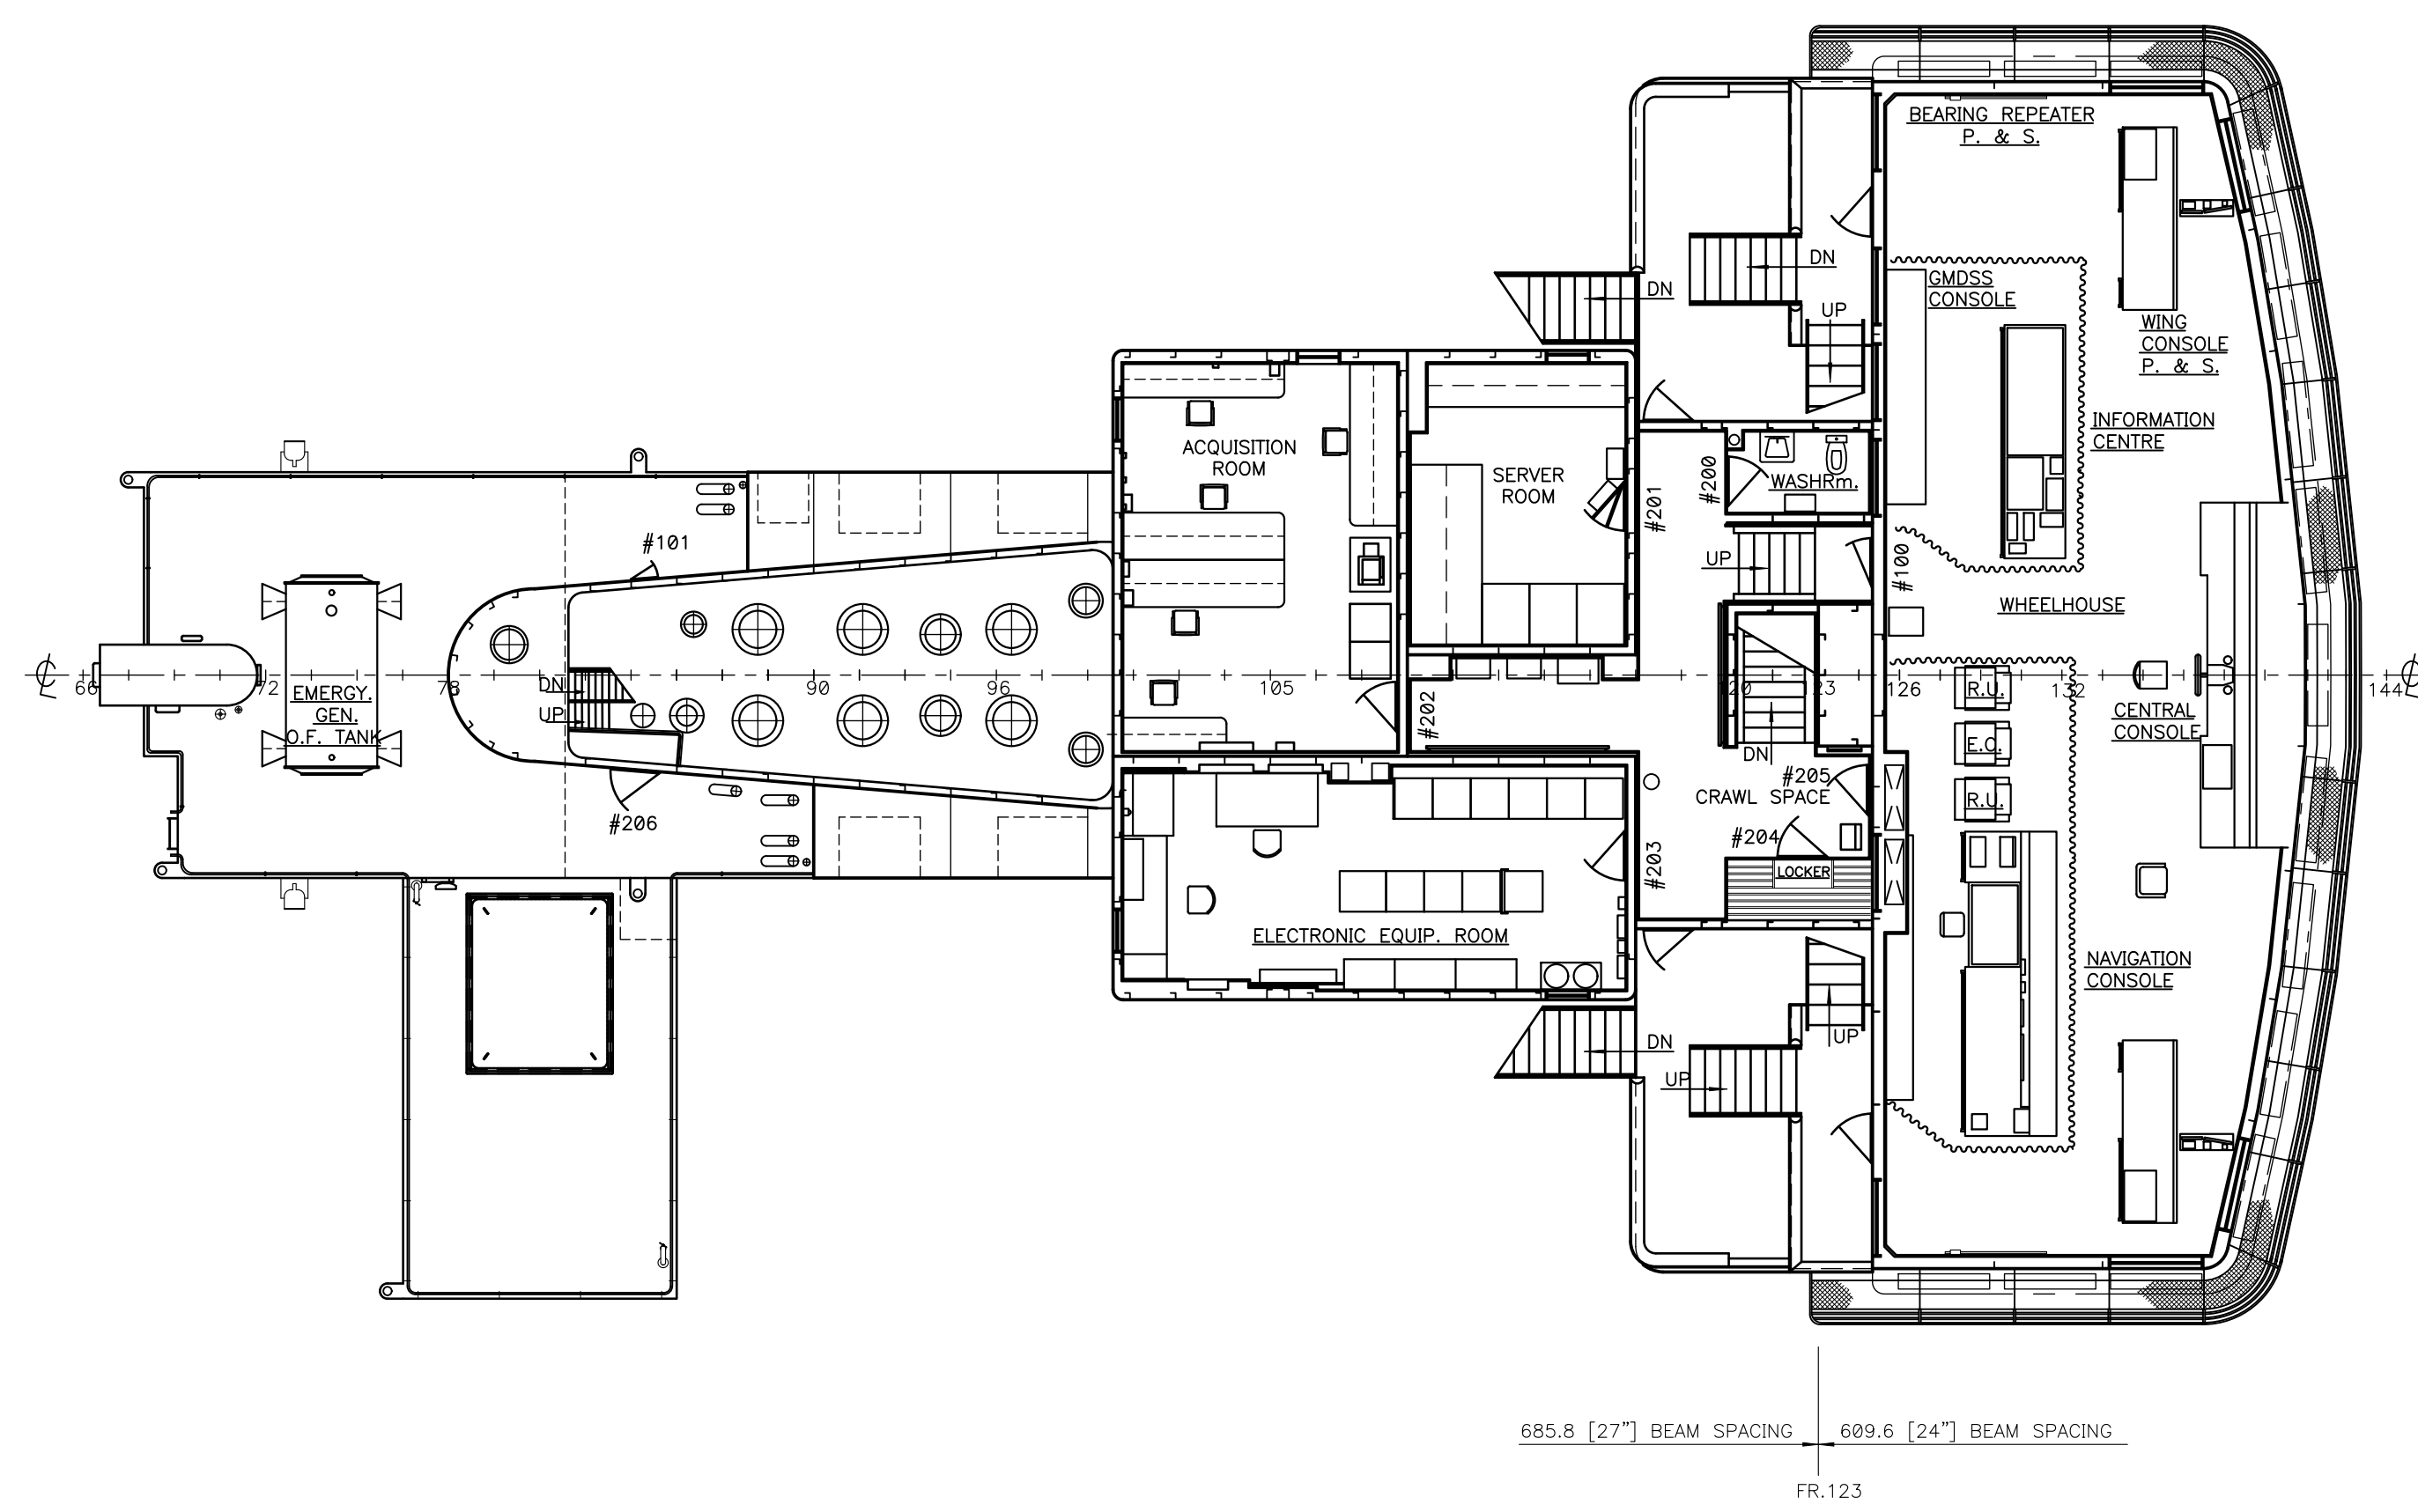 BEARING REPEATER
P. & S.
DN
GMDSS
CONSOLE
DN
UP
WING
CONSOLE
P. & S.
INFORMATION
CENTRE
ACQUISITION
ROOM
SERVER
ROOM
#200
#201
WASHRm.
#101
UP
#100
WHEELHOUSE
66
72
78
90
96
105
120
123
126
132
144
EMERGY.
GEN.
O.F. TANK
DN
UP
#202
R.U.
E.O.
R.U.
CENTRAL
CONSOLE
DN
#205
CRAWL SPACE
#206
#204
#203
LOCKER
ELECTRONIC EQUIP. ROOM
NAVIGATION
CONSOLE
DN
UP
UP
685.8 [27”] BEAM SPACING
609.6 [24”] BEAM SPACING
FR.123